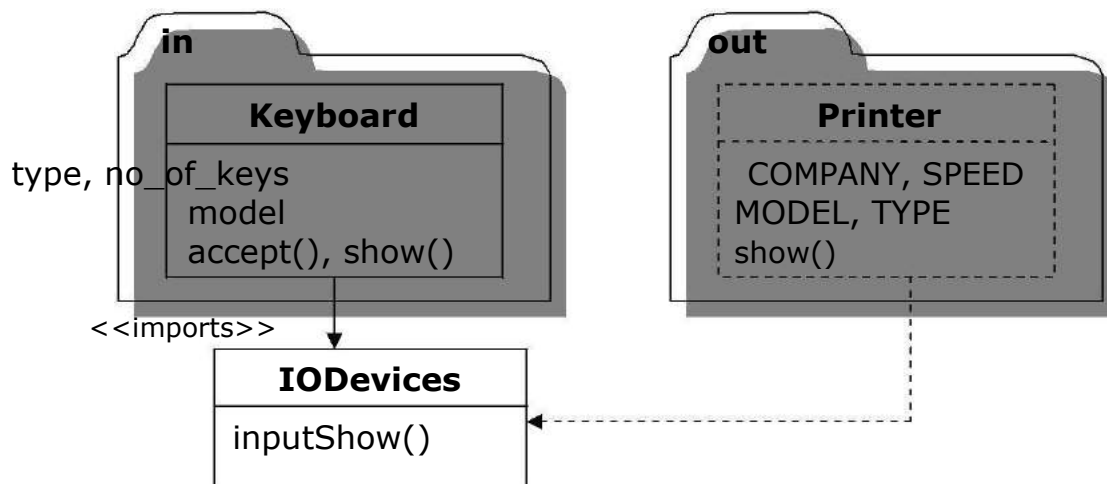 in
Keyboard
type, no_of_keys
model
accept(), show()
out
Printer
COMPANY, SPEED
MODEL, TYPE
show()
<<imports>>
IODevices
inputShow()